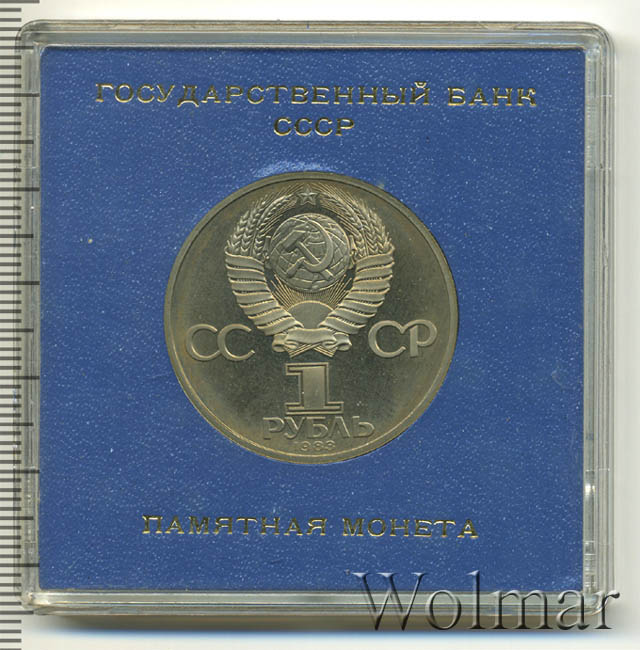 ГОСУДАРСТВЕННЫЙ БАНК
СССР
СС СР
1
РУБЛЬ
1983
ПАМЯТНАЯ МОНЕТА
Wolmar